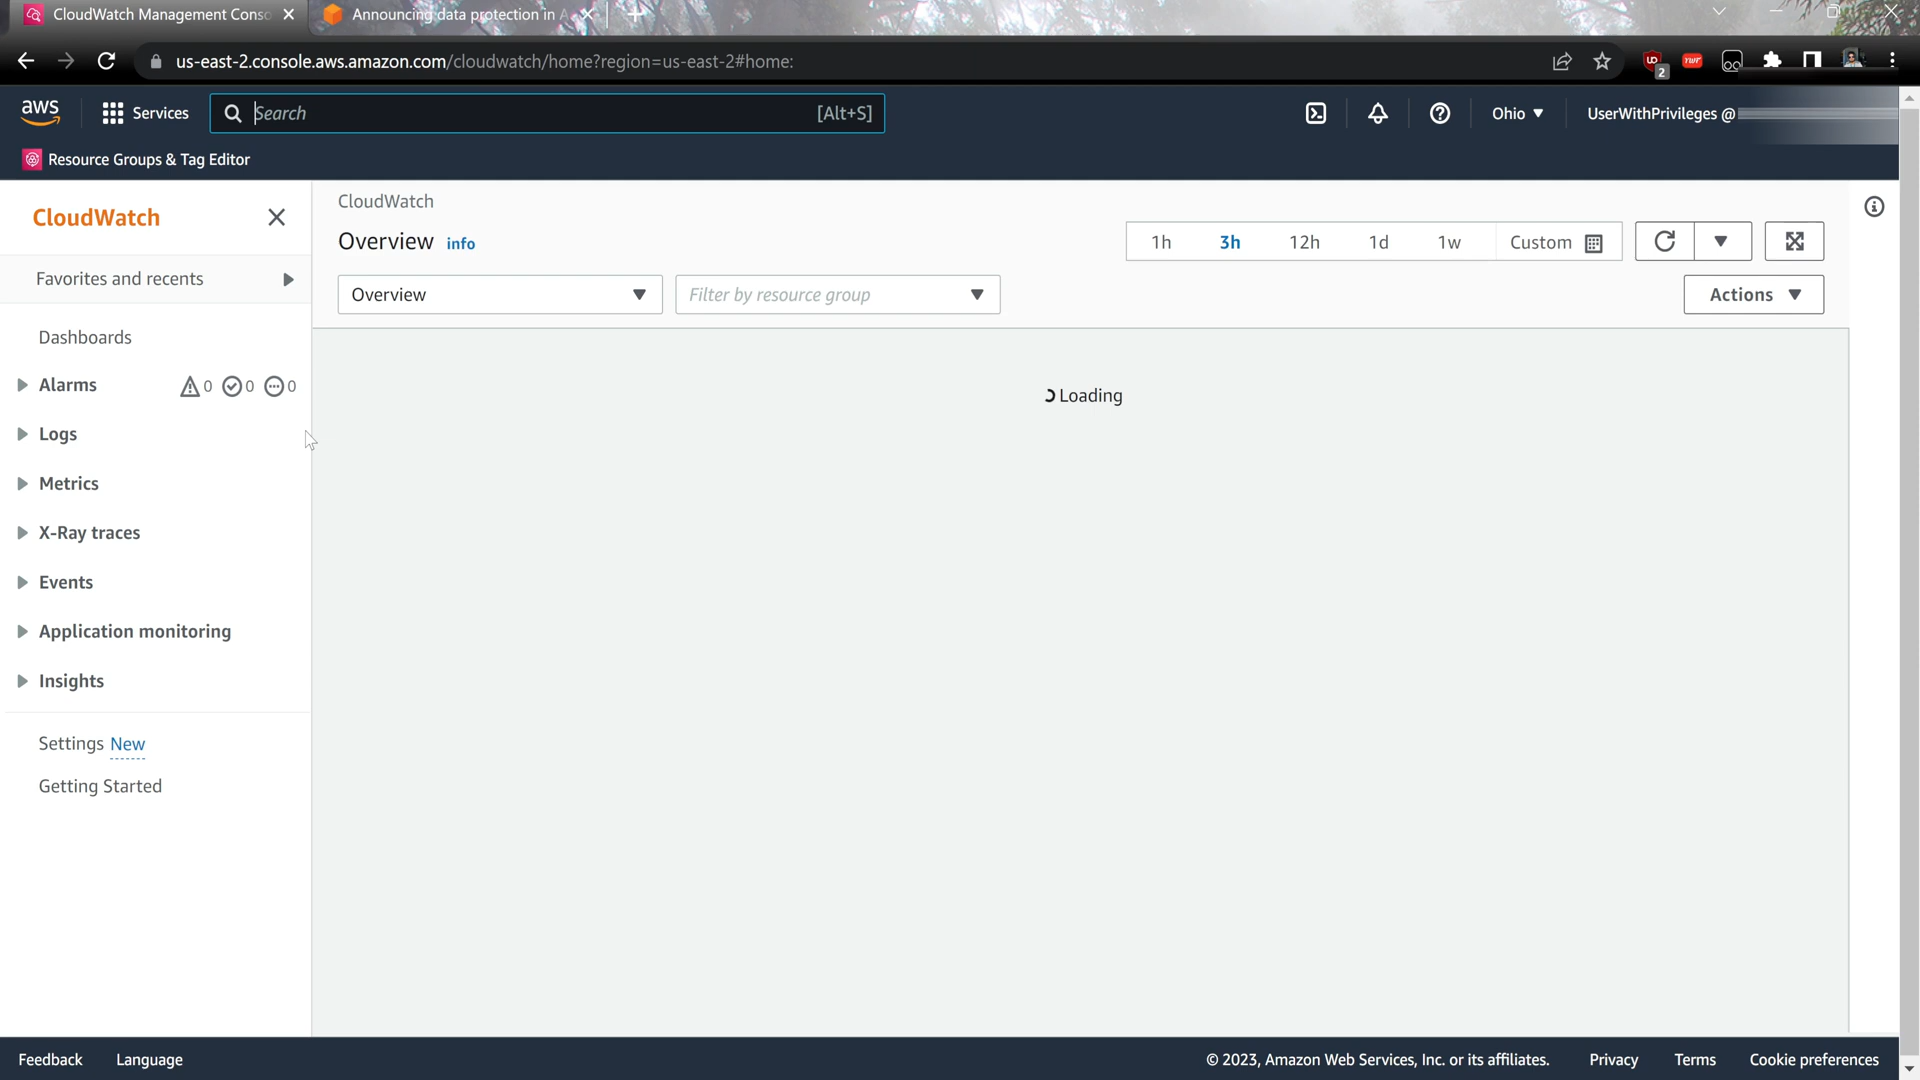 CloudWatch Management Conso
Announcing data protection in A
us-east-2.console.aws.amazon.com/cloudwatch/home?region=us-east-2#home:
2
aws
Services
Search
[Alt+S]
Ohio
UserWithPrivileges @
Resource Groups & Tag Editor
CloudWatch
Favorites and recents
Dashboards
Alarms 0 0 0
Logs
Metrics
X-Ray traces
Events
Application monitoring
Insights
Settings New
Getting Started
CloudWatch
Overview info
1h 3h 12h 1d 1w Custom
Overview
Filter by resource group
Actions
Loading
Feedback Language
© 2023, Amazon Web Services, Inc. or its affiliates. Privacy Terms Cookie preferences